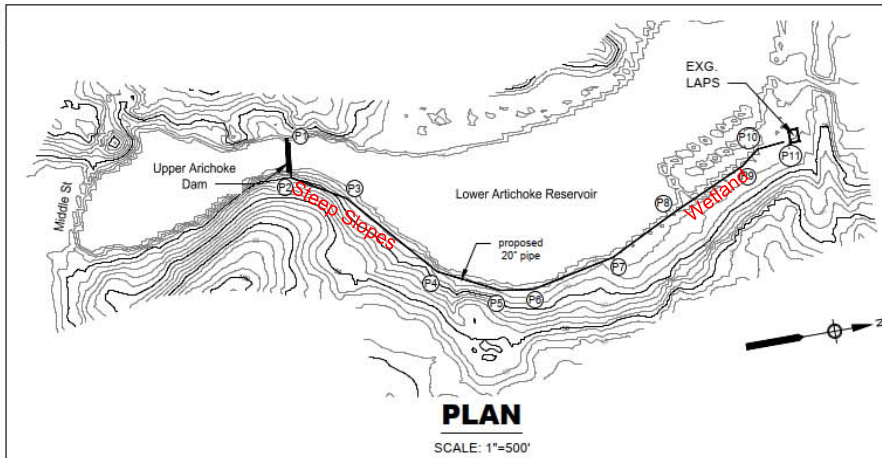 EXG.
LAPS
P1
P10
P11
Upper Arichoke
Dam
P2
P3
Steep Slopes
Lower Artichoke Reservoir
P9
Wetland
P8
Middle St
proposed
20" pipe
P7
P4
P5
P6
N
PLAN
SCALE: 1"=500'